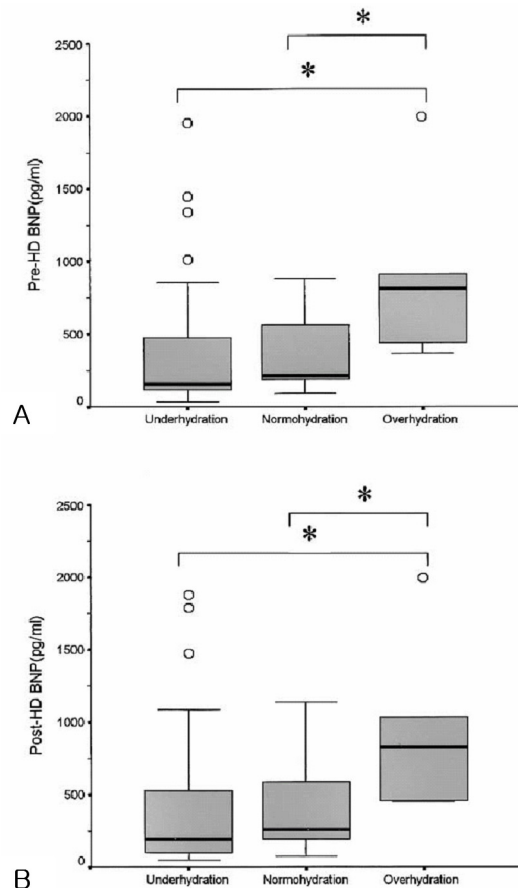 *
*
2500
2000
1500
1000
500
0
Pre-HD BNP(pg/ml)
Underhydration Normohydration Overhydration
A
*
*
2500
2000
1500
1000
500
0
Post-HD BNP(pg/ml)
Underhydration Normohydration Overhydration
B